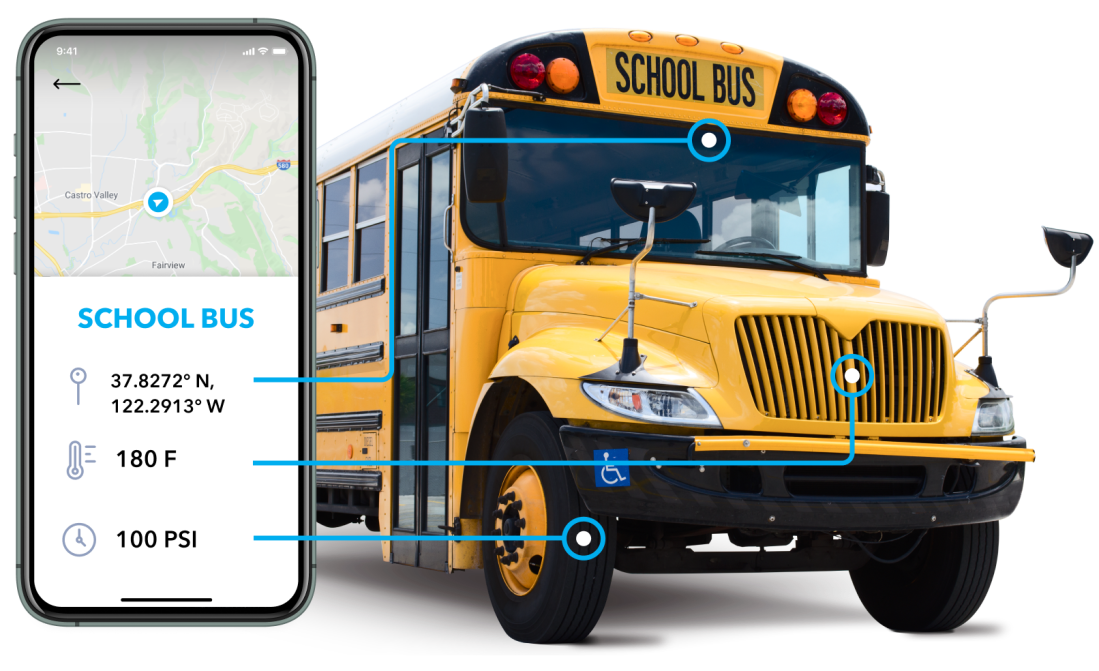 9:41
580
Castro Valley
Fairview
SCHOOL BUS
37.8272° N,
122.2913° W
180 F
100 PSI
SCHOOL BUS